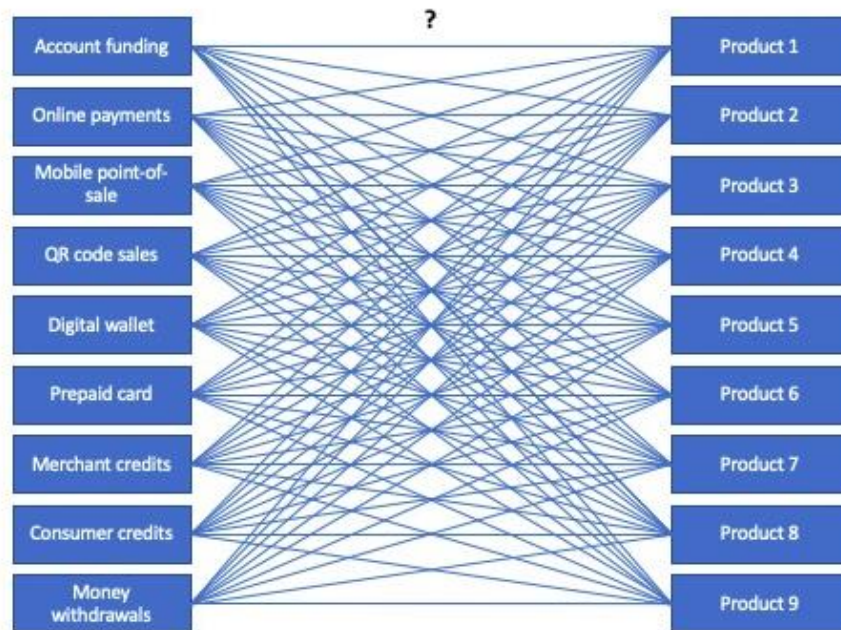 ?
Account funding
Product 1
Online payments
Product 2
Mobile point-of-
sale
Product 3
QR code sales
Product 4
Digital wallet
Product 5
Prepaid card
Product 6
Merchant credits
Product 7
Consumer credits
Product 8
Money
withdrawals
Product 9